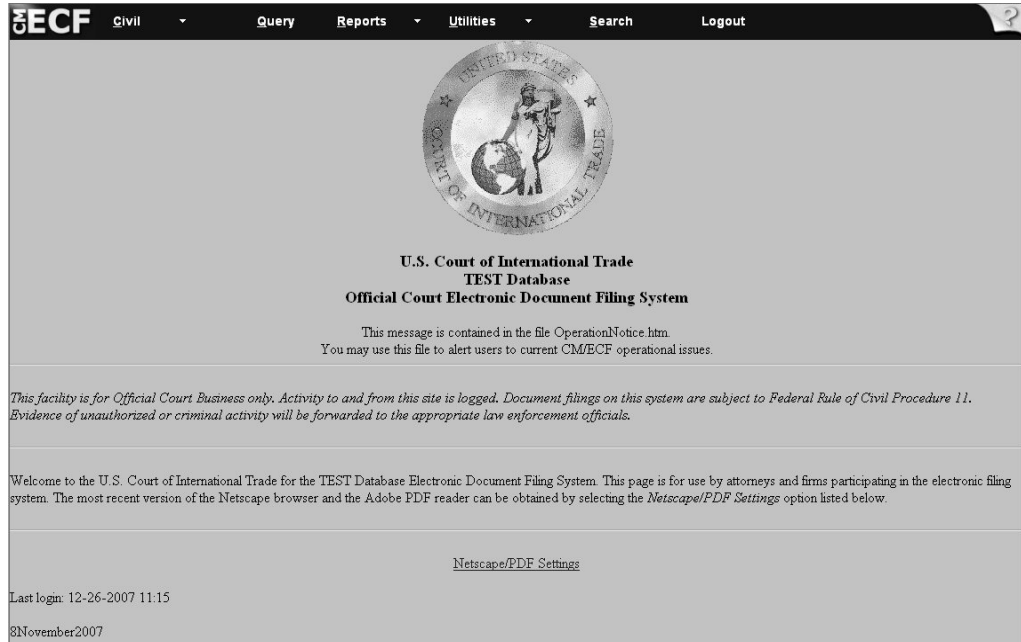 CM ECF Civil Query Reports Utilities Search Logout ?
UNITED STATES
COURT OF INTERNATIONAL TRADE
U.S. Court of International Trade
TEST Database
Official Court Electronic Document Filing System
This message is contained in the file OperationNotice.htm.
You may use this file to alert users to current CM/ECF operational issues.
This facility is for Official Court Business only. Activity to and from this site is logged. Document filings on this system are subject to Federal Rule of Civil Procedure 11.
Evidence of unauthorized or criminal activity will be forwarded to the appropriate law enforcement officials.
Welcome to the U.S. Court of International Trade for the TEST Database Electronic Document Filing System. This page is for use by attorneys and firms participating in the electronic filing
system. The most recent version of the Netscape browser and the Adobe PDF reader can be obtained by selecting the Netscape/PDF Settings option listed below.
Netscape/PDF Settings
Last login: 12-26-2007 11:15
8November2007